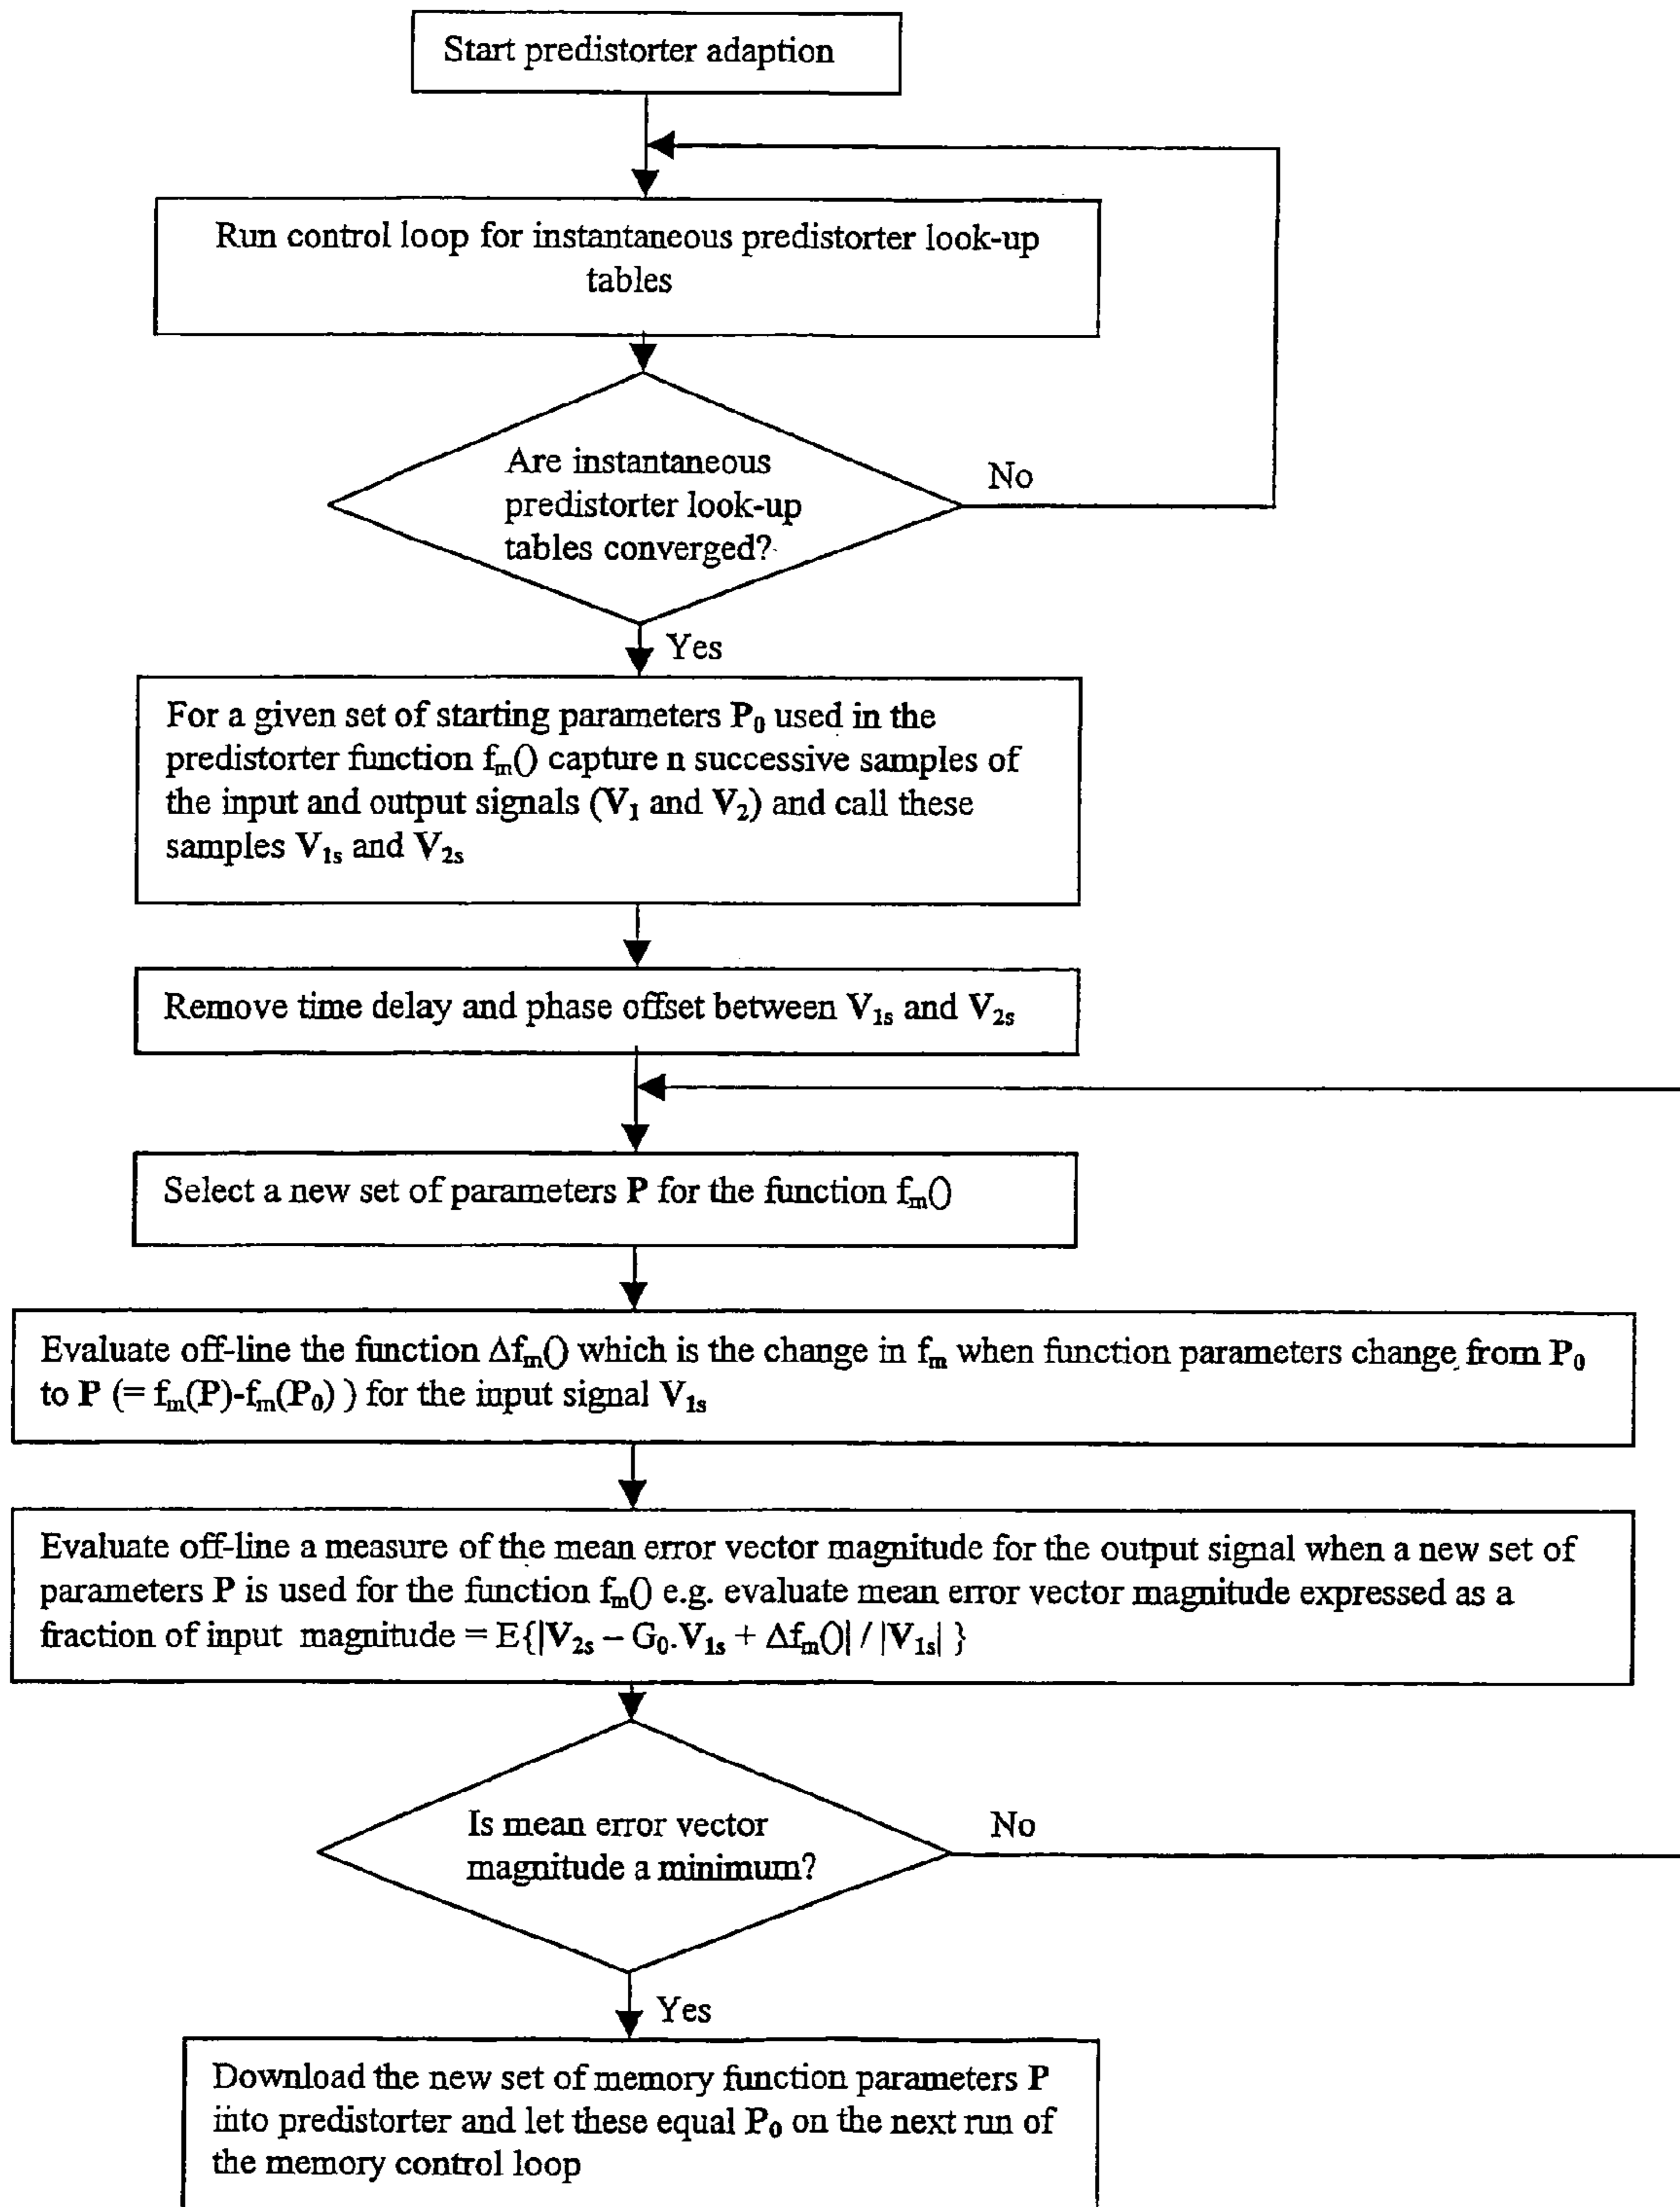 Start predistorter adaption
Run control loop for instantaneous predistorter look-up
tables
Are instantaneous
predistorter look-up
tables converged?
No
Yes
For a given set of starting parameters P₀ used in the
predistorter function fₘ() capture n successive samples of
the input and output signals (V₁ and V₂) and call these
samples V₁ₛ and V₂ₛ
Remove time delay and phase offset between V₁ₛ and V₂ₛ
Select a new set of parameters P for the function fₘ()
Evaluate off-line the function Δfₘ() which is the change in fₘ when function parameters change from P₀
to P (= fₘ(P)-fₘ(P₀) ) for the input signal V₁ₛ
Evaluate off-line a measure of the mean error vector magnitude for the output signal when a new set of
parameters P is used for the function fₘ() e.g. evaluate mean error vector magnitude expressed as a
fraction of input magnitude = E{|V₂ₛ – G₀.V₁ₛ + Δfₘ()| / |V₁ₛ| }
Is mean error vector
magnitude a minimum?
No
Yes
Download the new set of memory function parameters P
into predistorter and let these equal P₀ on the next run of
the memory control loop